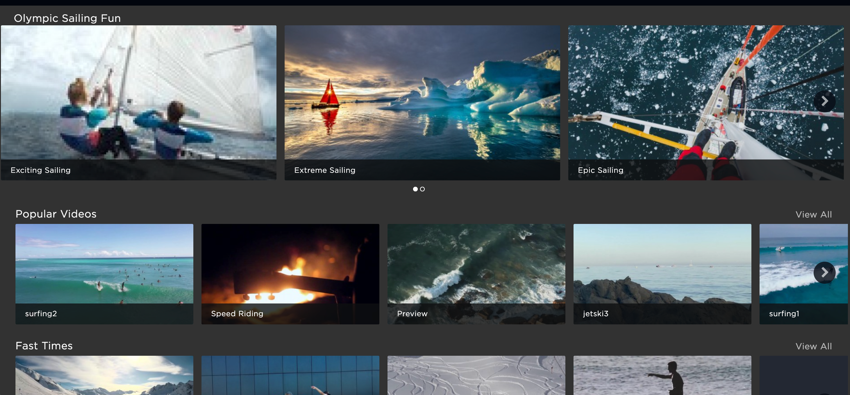 Olympic Sailing Fun
Exciting Sailing
Extreme Sailing
Epic Sailing
Popular Videos
View All
surfing2
Speed Riding
Preview
jetski3
surfing1
Fast Times
View All